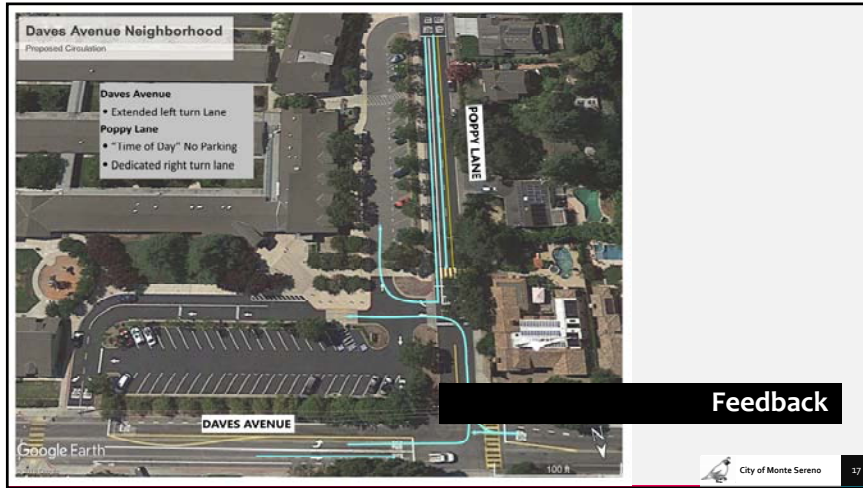 Daves Avenue Neighborhood
Proposed Circulation
Daves Avenue
• Extended left turn Lane
Poppy Lane
• "Time of Day" No Parking
• Dedicated right turn lane
POPPY LANE
DAVES AVENUE
Feedback
Google Earth
100 ft
N
City of Monte Sereno
17